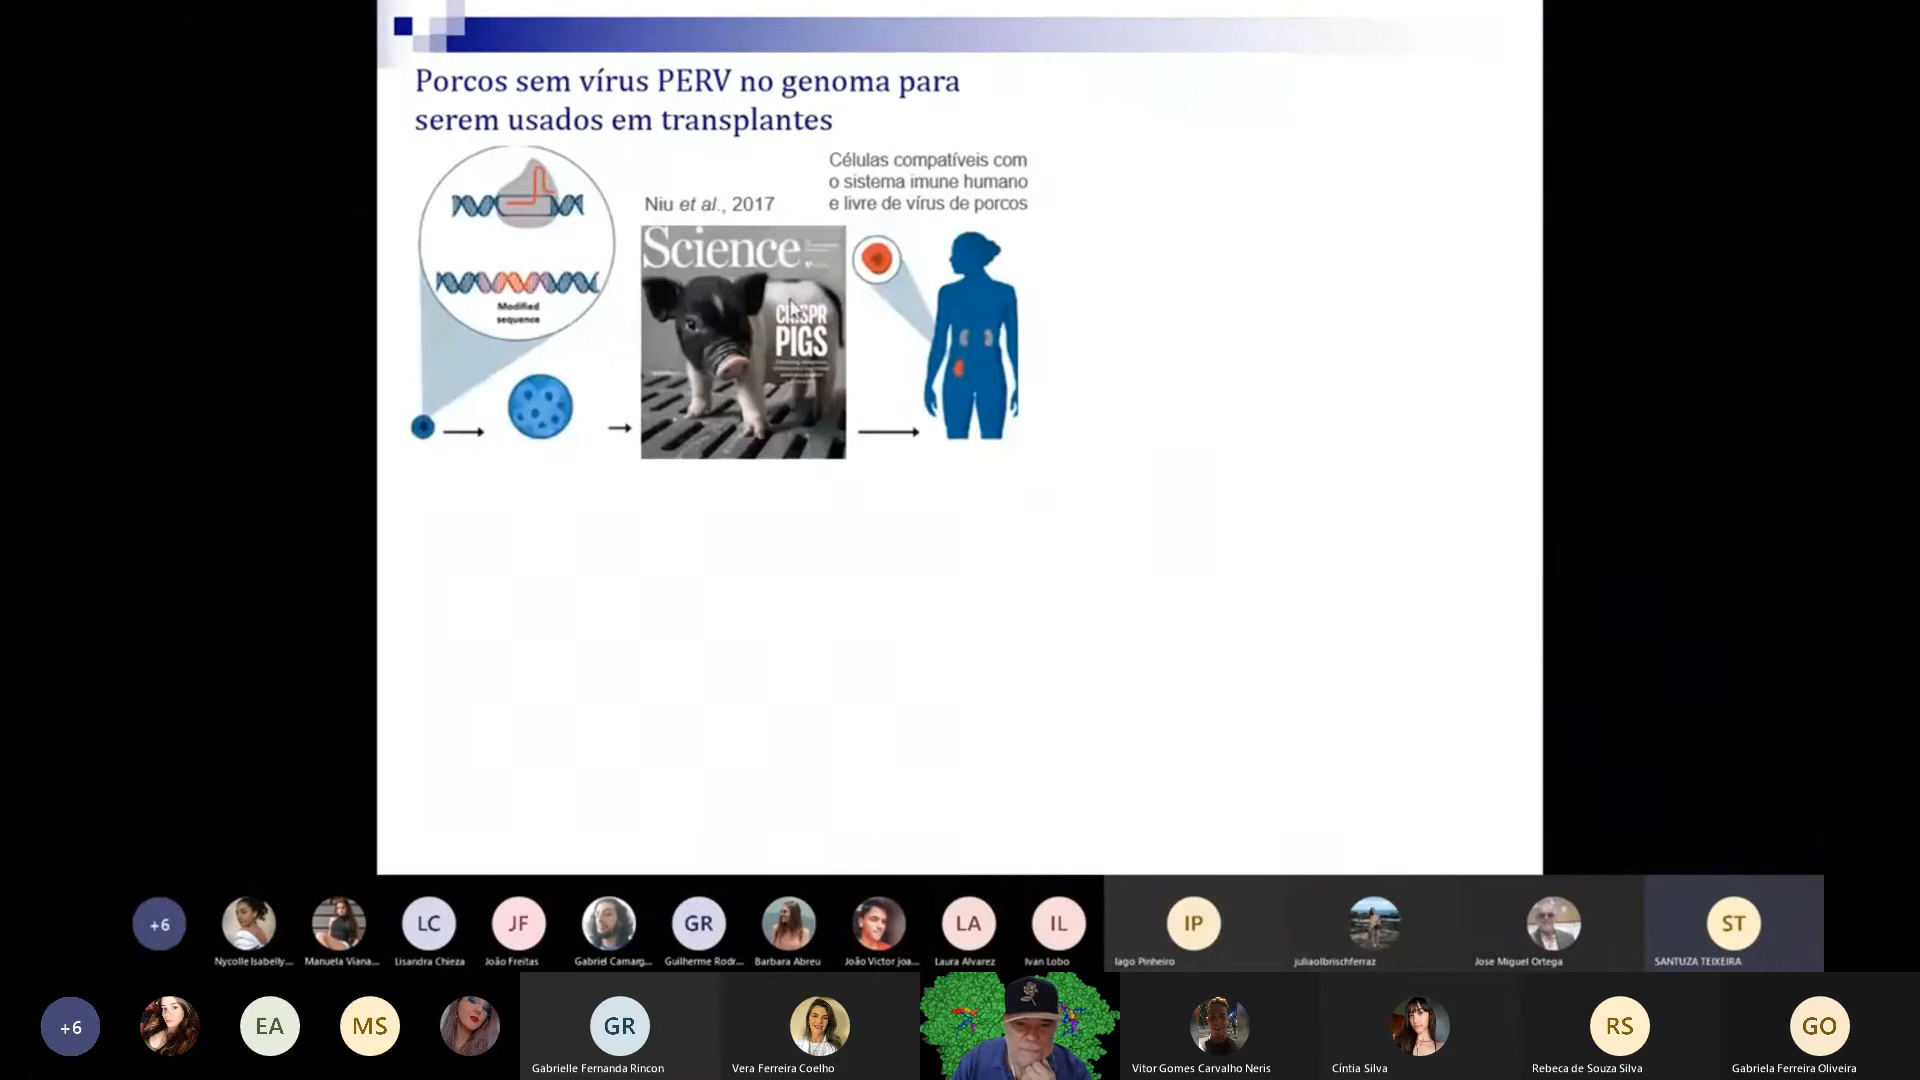 Porcos sem vírus PERV no genoma para
serem usados em transplantes
Células compatíveis com
o sistema imune humano
e livre de vírus de porcos
Niu et al., 2017
Modified
sequence
Science
CRISPR
PIGS
+6
Nycolle Isabelly...
Manuela Viana...
LC
Lisandra Chieza
JF
João Freitas
Gabriel Camarg...
GR
Guilherme Rodr...
Barbara Abreu
João Victor joa...
LA
Laura Alvarez
IL
Ivan Lobo
IP
Iago Pinheiro
juliaolbrischferraz
Jose Miguel Ortega
ST
SANTUZA TEIXEIRA
+6
EA
MS
GR
Gabrielle Fernanda Rincon
Vera Ferreira Coelho
Vitor Gomes Carvalho Neris
Cíntia Silva
RS
Rebeca de Souza Silva
GO
Gabriela Ferreira Oliveira